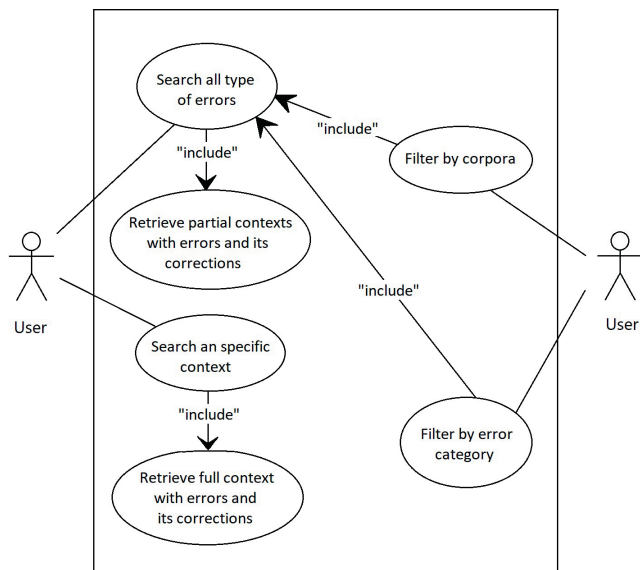 Search all type
of errors
"include"
"include"
Filter by corpora
Retrieve partial contexts
with errors and its
corrections
User
User
"include"
Search an specific
context
"include"
Filter by error
category
Retrieve full context
with errors and
its corrections